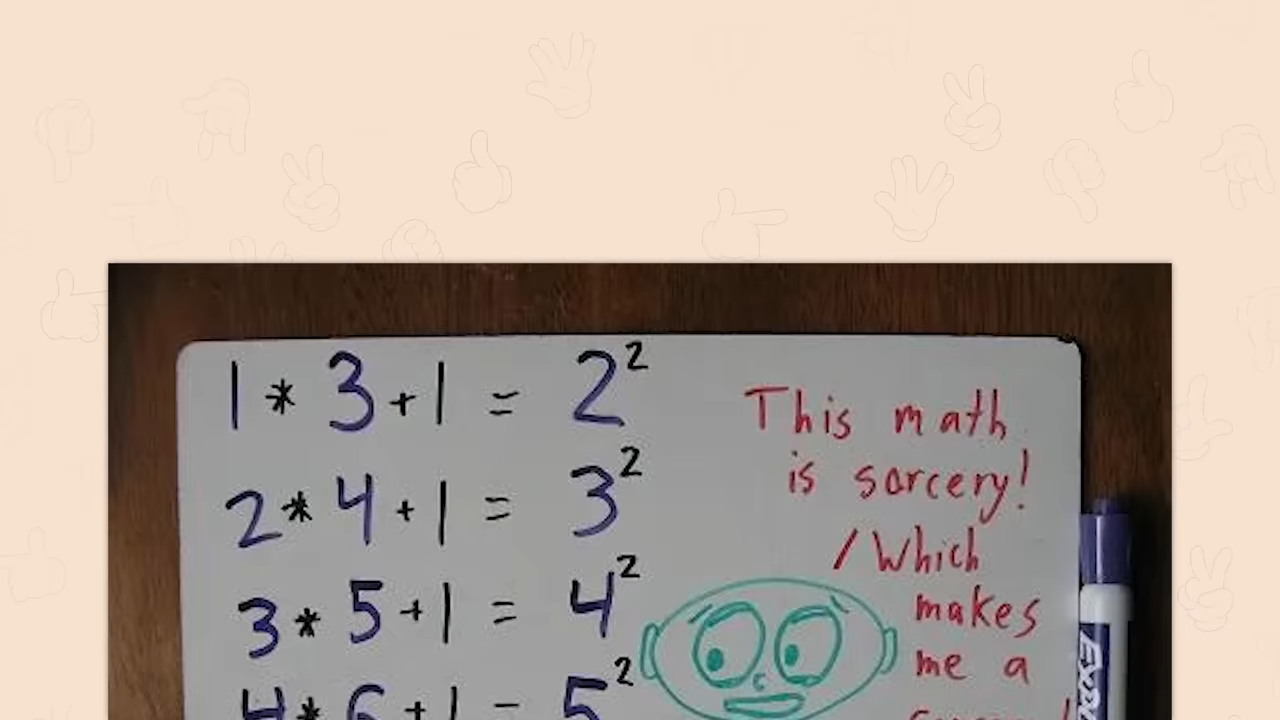 1 * 3 + 1 = 2²
2 * 4 + 1 = 3²
3 * 5 + 1 = 4²
4 * 6 + 1 = 5²
This math
is sorcery!
/ Which
makes
me a